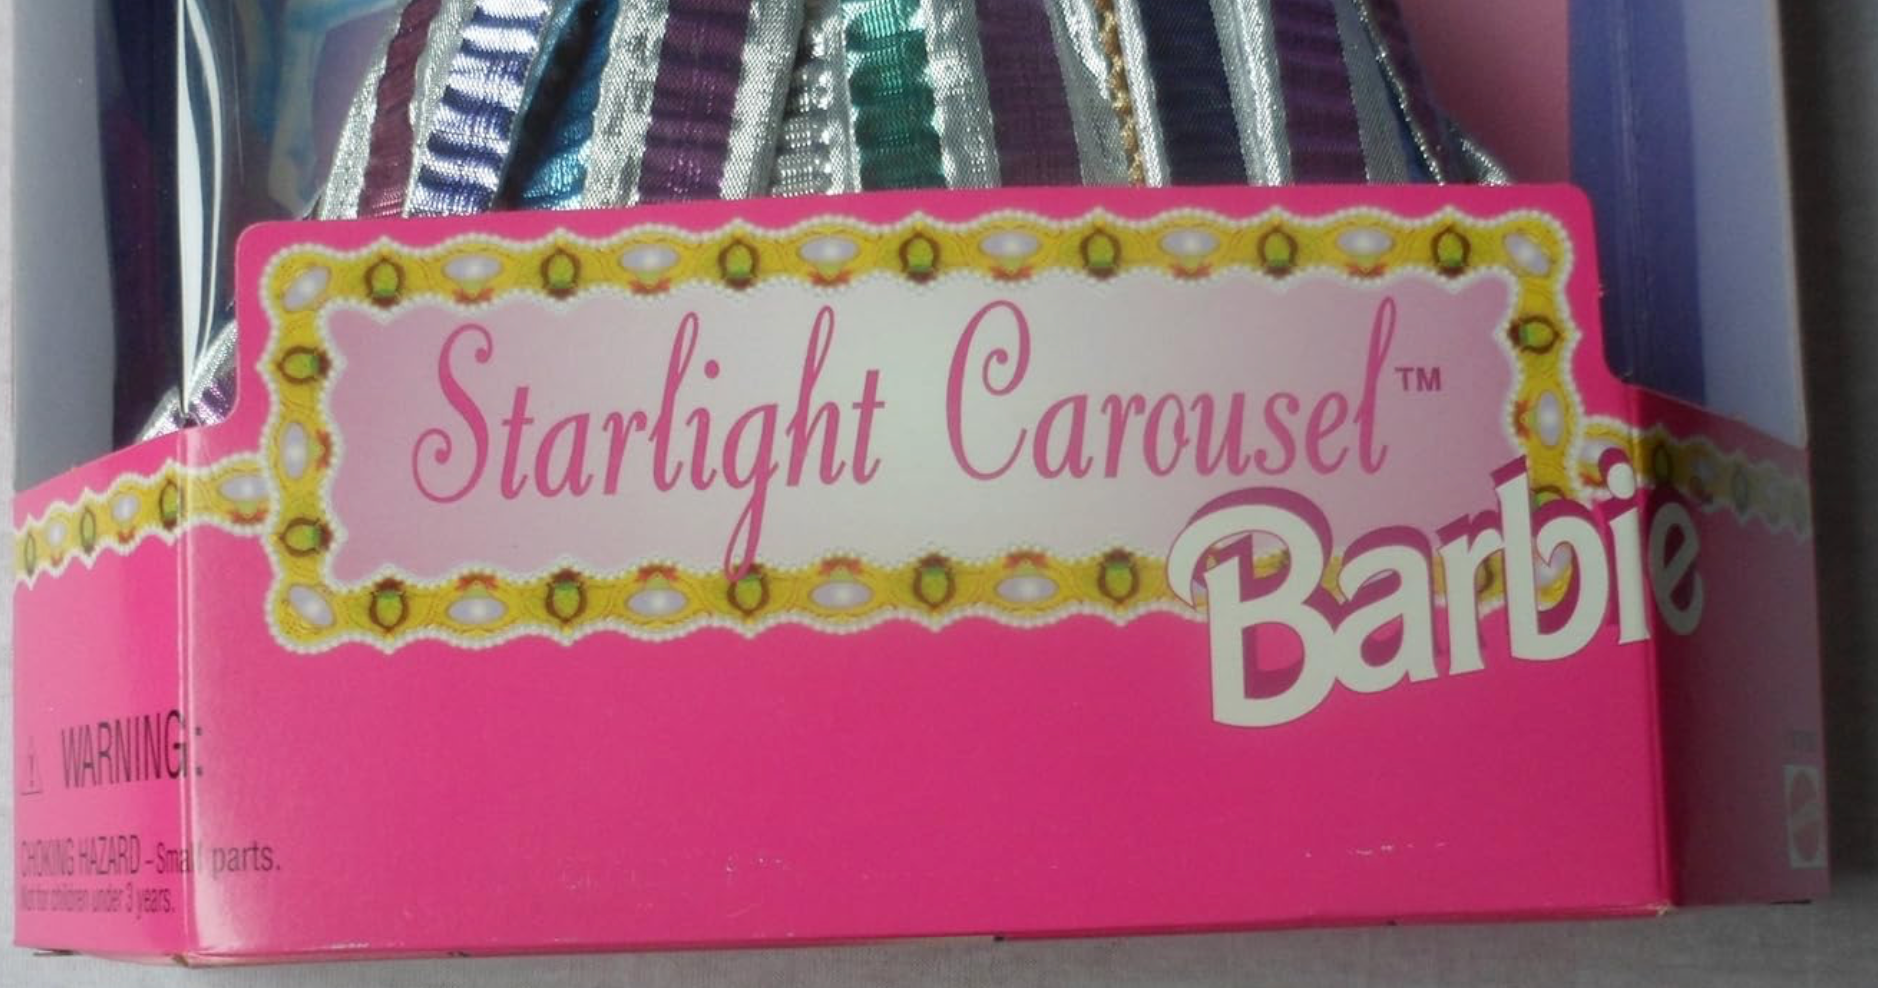 Starlight Carousel™
Barbie
⚠ WARNING:
CHOKING HAZARD – Small parts.
Not for children under 3 years.